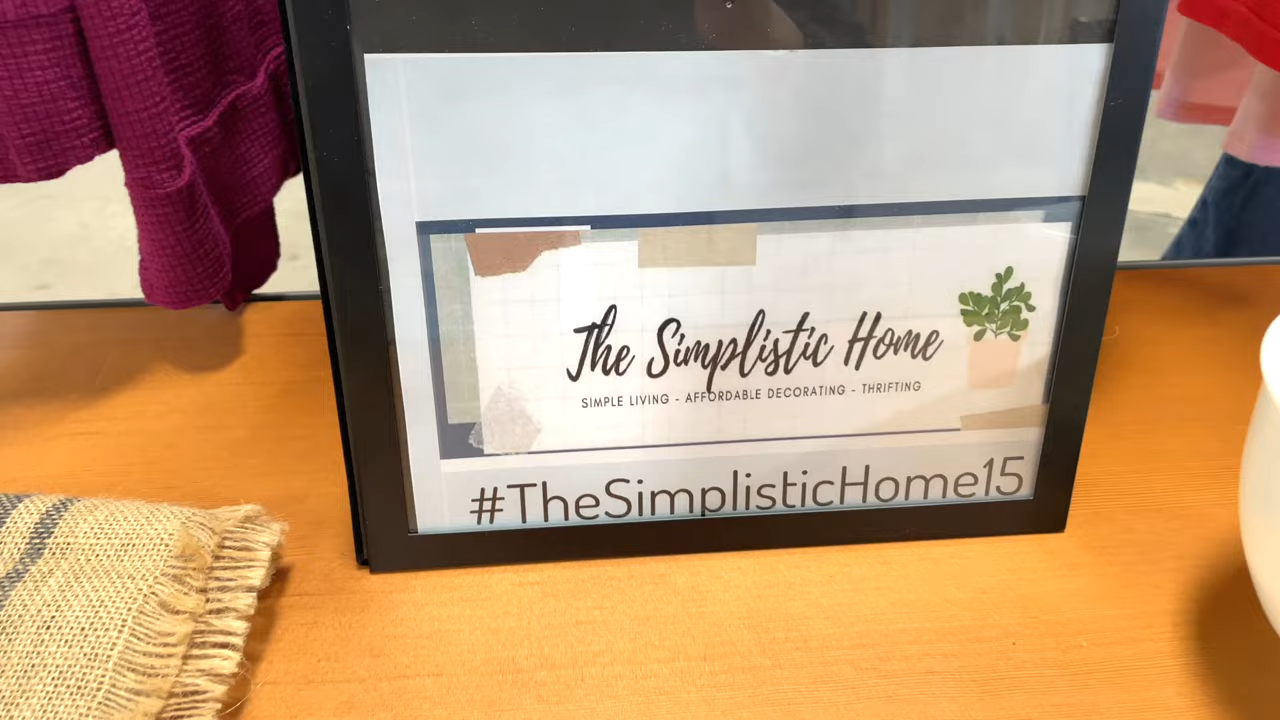 The Simplistic Home
SIMPLE LIVING - AFFORDABLE DECORATING - THRIFTING
#TheSimplisticHome15